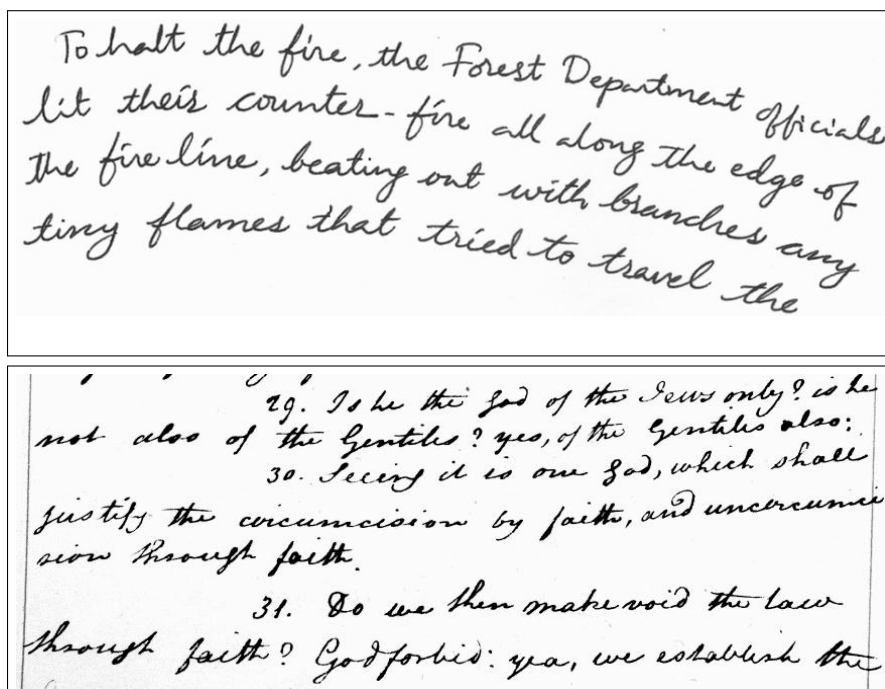 To halt the fire, the Forest Department officials
lit their counter-fire all along the edge of
the fire line, beating out with branches any
tiny flames that tried to travel the
29. Is he the God of the Jews only? is he
not also of the Gentiles? yes, of the Gentiles also:
30. Seeing it is one God, which shall
justify the circumcision by faith, and uncircumci
sion through faith.
31. Do we then make void the law
through faith? God forbid: yea, we establish the